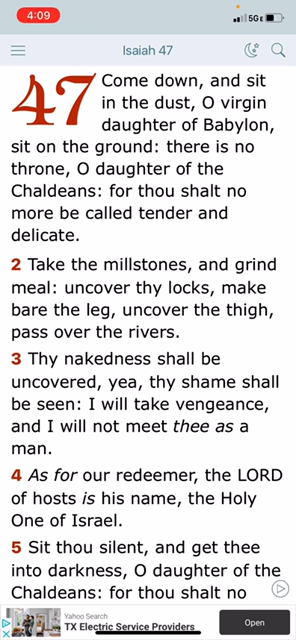 4:09
5GE
Isaiah 47
47 Come down, and sit
in the dust, O virgin
daughter of Babylon,
sit on the ground: there is no
throne, O daughter of the
Chaldeans: for thou shalt no
more be called tender and
delicate.
2 Take the millstones, and grind
meal: uncover thy locks, make
bare the leg, uncover the thigh,
pass over the rivers.
3 Thy nakedness shall be
uncovered, yea, thy shame shall
be seen: I will take vengeance,
and I will not meet thee as a
man.
4 As for our redeemer, the LORD
of hosts is his name, the Holy
One of Israel.
5 Sit thou silent, and get thee
into darkness, O daughter of the
Chaldeans: for thou shalt no
Yahoo Search
TX Electric Service Providers
Open